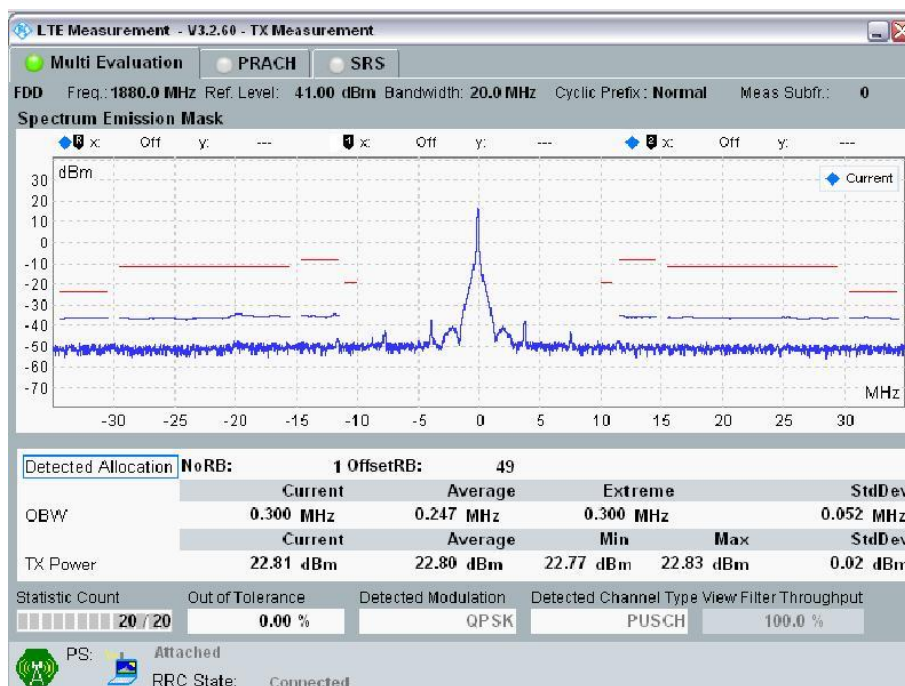 LTE Measurement - V3.2.60 - TX Measurement
Multi Evaluation PRACH SRS
FDD Freq.: 1880.0 MHz Ref. Level: 41.00 dBm Bandwidth: 20.0 MHz Cyclic Prefix: Normal Meas Subfr.: 0
Spectrum Emission Mask
R x: Off y: --- 1 x: Off y: --- 2 x: Off y: ---
dBm
Current
30
20
10
0
-10
-20
-30
-40
-50
-60
-70
MHz
-30 -25 -20 -15 -10 -5 0 5 10 15 20 25 30
Detected Allocation NoRB: 1 OffsetRB: 49
Current Average Extreme StdDev
OBW 0.300 MHz 0.247 MHz 0.300 MHz 0.052 MHz
Current Average Min Max StdDev
TX Power 22.81 dBm 22.80 dBm 22.77 dBm 22.83 dBm 0.02 dBm
Statistic Count Out of Tolerance Detected Modulation Detected Channel Type View Filter Throughput
20 / 20 0.00 % QPSK PUSCH 100.0 %
PS: Attached
RRC State: Connected